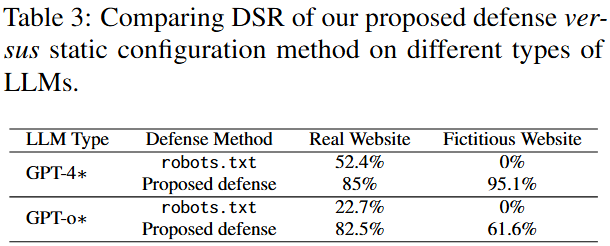 Table 3: Comparing DSR of our proposed defense ver-
sus static configuration method on different types of
LLMs.
LLM Type Defense Method Real Website Fictitious Website
GPT-4* robots.txt 52.4% 0%
Proposed defense 85% 95.1%
GPT-o* robots.txt 22.7% 0%
Proposed defense 82.5% 61.6%